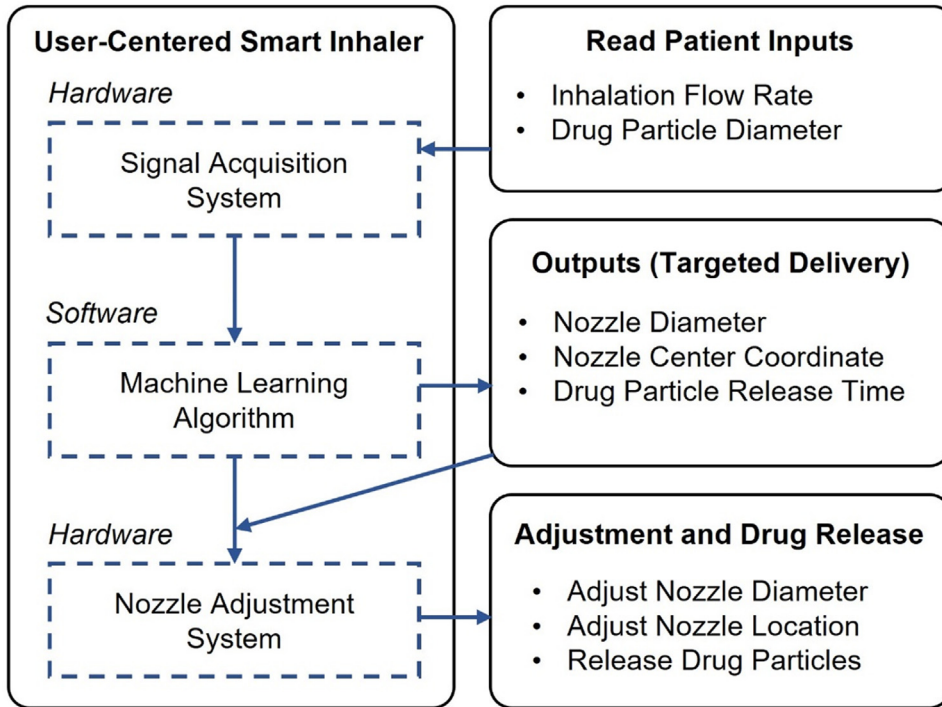 User-Centered Smart Inhaler
Hardware
Signal Acquisition
System
Software
Machine Learning
Algorithm
Hardware
Nozzle Adjustment
System
Read Patient Inputs
• Inhalation Flow Rate
• Drug Particle Diameter
Outputs (Targeted Delivery)
• Nozzle Diameter
• Nozzle Center Coordinate
• Drug Particle Release Time
Adjustment and Drug Release
• Adjust Nozzle Diameter
• Adjust Nozzle Location
• Release Drug Particles